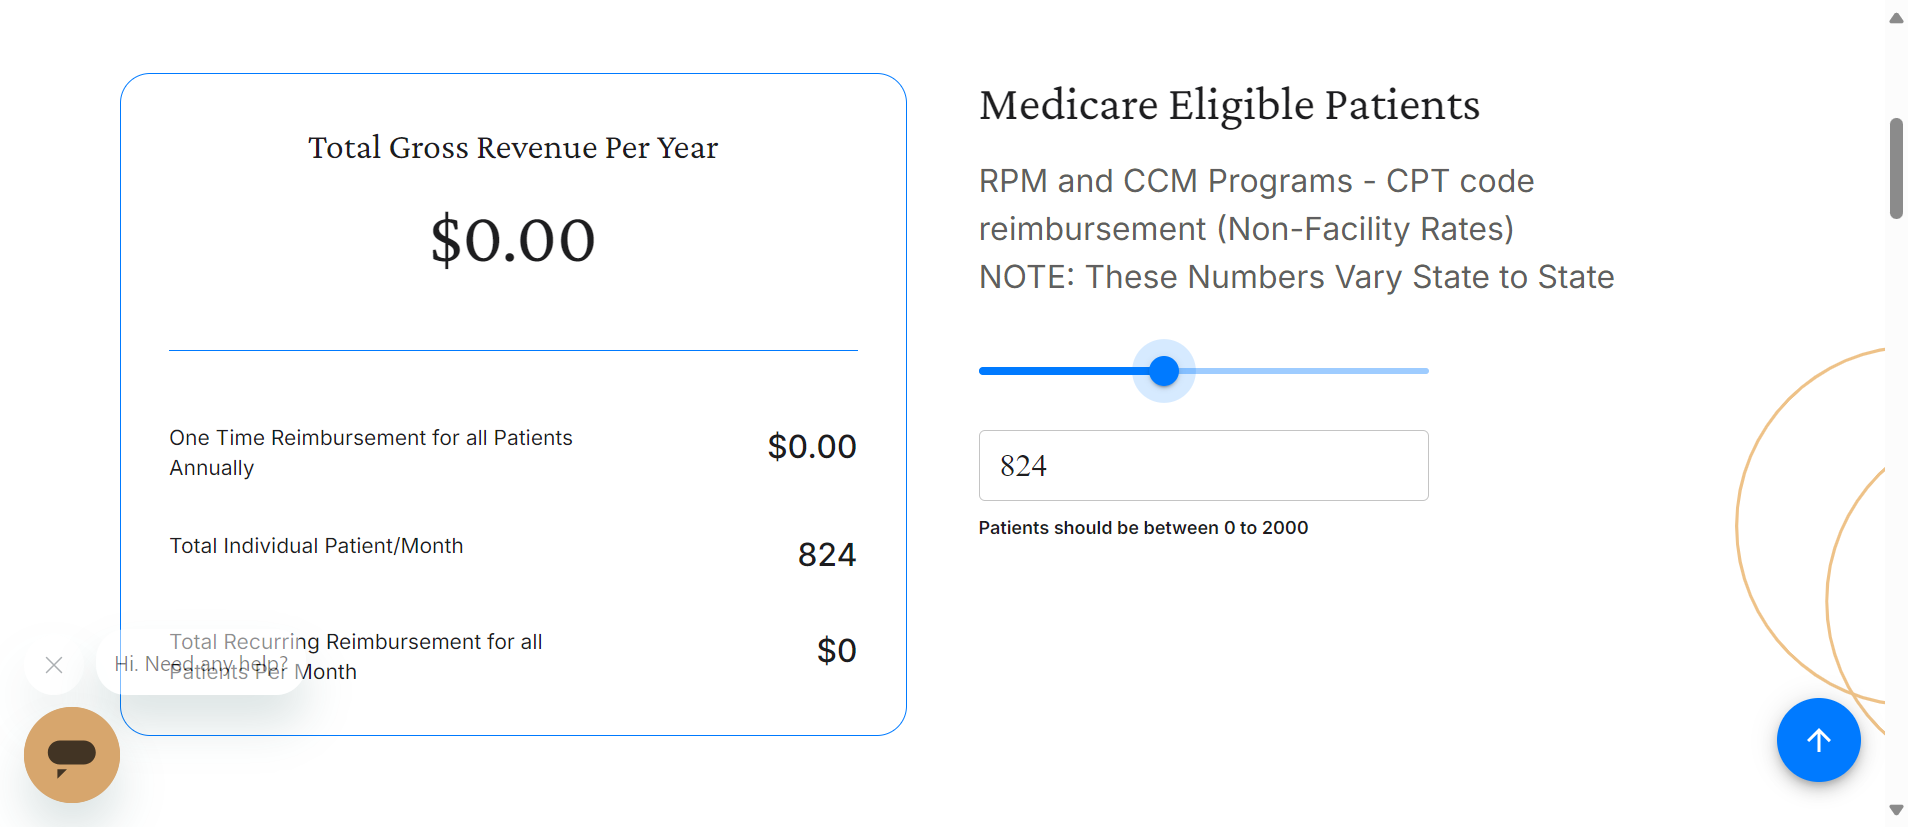 Total Gross Revenue Per Year
$0.00
One Time Reimbursement for all Patients
Annually
$0.00
Total Individual Patient/Month
824
Total Recurring Reimbursement for all
Patients Per Month
$0
Hi. Need any help?
Medicare Eligible Patients
RPM and CCM Programs - CPT code
reimbursement (Non-Facility Rates)
NOTE: These Numbers Vary State to State
824
Patients should be between 0 to 2000